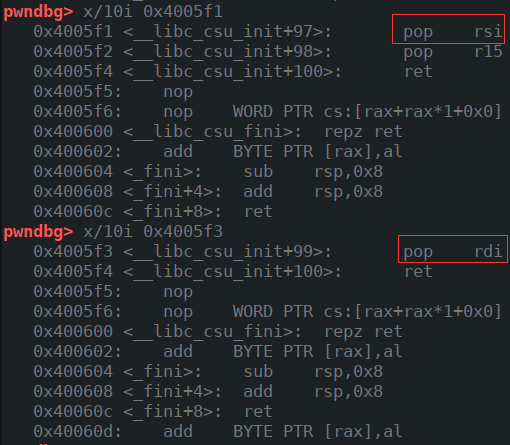 pwndbg> x/10i 0x4005f1
0x4005f1 <__libc_csu_init+97>: pop rsi
0x4005f2 <__libc_csu_init+98>: pop r15
0x4005f4 <__libc_csu_init+100>: ret
0x4005f5: nop
0x4005f6: nop WORD PTR cs:[rax+rax*1+0x0]
0x400600 <__libc_csu_fini>: repz ret
0x400602: add BYTE PTR [rax],al
0x400604 <_fini>: sub rsp,0x8
0x400608 <_fini+4>: add rsp,0x8
0x40060c <_fini+8>: ret
pwndbg> x/10i 0x4005f3
0x4005f3 <__libc_csu_init+99>: pop rdi
0x4005f4 <__libc_csu_init+100>: ret
0x4005f5: nop
0x4005f6: nop WORD PTR cs:[rax+rax*1+0x0]
0x400600 <__libc_csu_fini>: repz ret
0x400602: add BYTE PTR [rax],al
0x400604 <_fini>: sub rsp,0x8
0x400608 <_fini+4>: add rsp,0x8
0x40060c <_fini+8>: ret
0x40060d: add BYTE PTR [rax],al